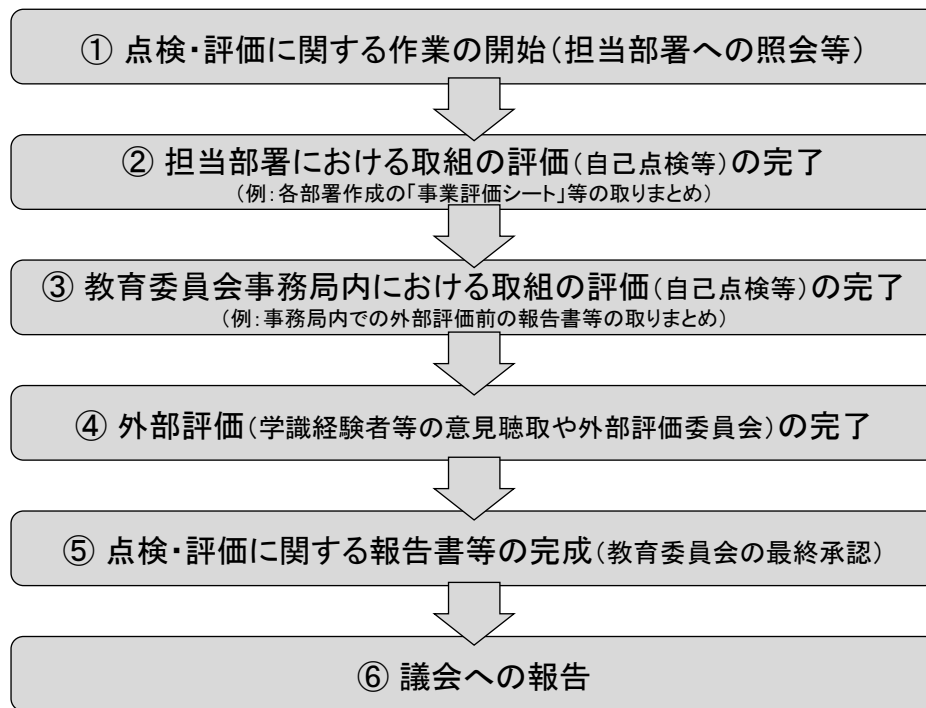 ① 点検・評価に関する作業の開始(担当部署への照会等)
② 担当部署における取組の評価(自己点検等)の完了
(例:各部署作成の「事業評価シート」等の取りまとめ)
③ 教育委員会事務局内における取組の評価(自己点検等)の完了
(例:事務局内での外部評価前の報告書等の取りまとめ)
④ 外部評価(学識経験者等の意見聴取や外部評価委員会)の完了
⑤ 点検・評価に関する報告書等の完成(教育委員会の最終承認)
⑥ 議会への報告